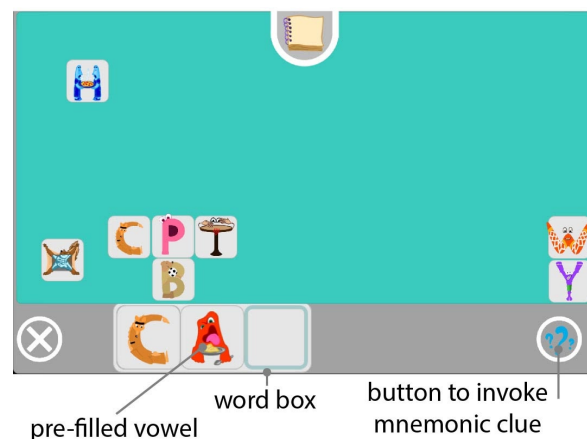 H
C P T
X
W
B
Y
C A
???
pre-filled vowel
word box
button to invoke
mnemonic clue